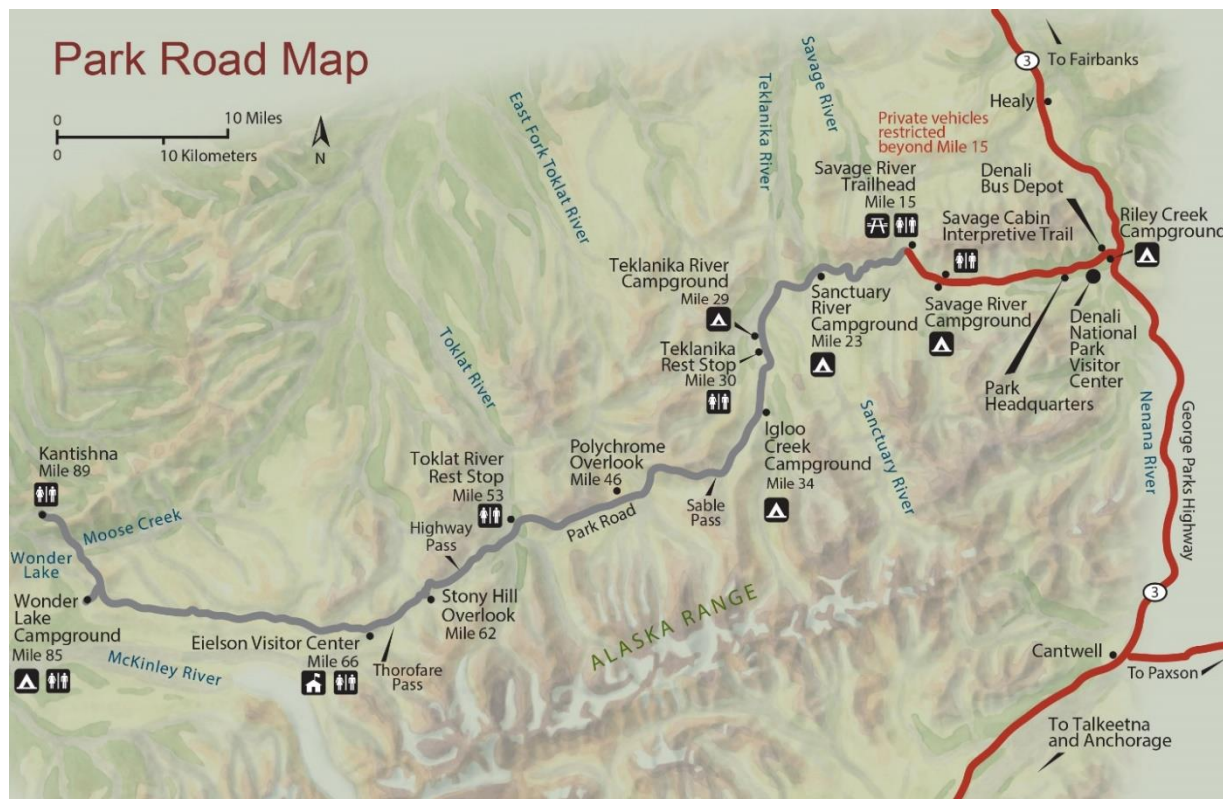 Park Road Map
0
10 Miles
0
10 Kilometers
N
East Fork Toklat River
Teklanika River
Savage River
3
To Fairbanks
Healy
Private vehicles
restricted
beyond Mile 15
Savage River
Trailhead
Mile 15
Denali
Bus Depot
Savage Cabin
Interpretive Trail
Riley Creek
Campground
Teklanika River
Campground
Mile 29
Sanctuary
River
Campground
Mile 23
Savage River
Campground
Denali
National
Park
Visitor
Center
Teklanika
Rest Stop
Mile 30
Park
Headquarters
Toklat River
Sanctuary River
Nenana River
George Parks Highway
Igloo
Creek
Campground
Mile 34
Polychrome
Overlook
Mile 46
Sable
Pass
Park Road
Toklat River
Rest Stop
Mile 53
Highway
Pass
Kantishna
Mile 89
Moose Creek
Wonder
Lake
Wonder
Lake
Campground
Mile 85
McKinley River
Eielson Visitor Center
Mile 66
Thorofare
Pass
Stony Hill
Overlook
Mile 62
ALASKA RANGE
3
Cantwell
To Paxson
To Talkeetna
and Anchorage